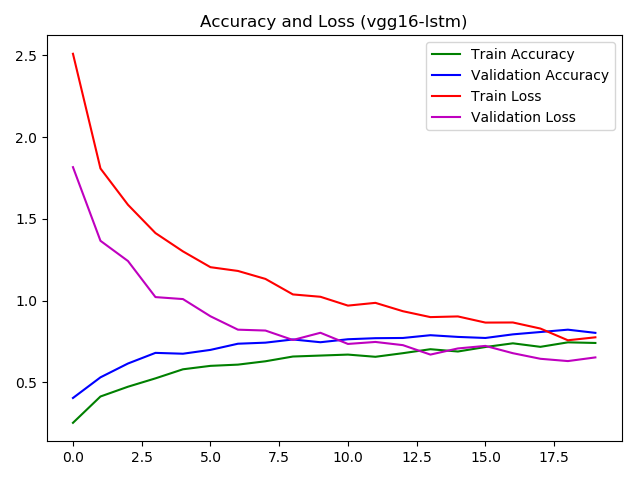 Accuracy and Loss (vgg16-lstm)
Train Accuracy
Validation Accuracy
Train Loss
Validation Loss
2.5
2.0
1.5
1.0
0.5
0.0 2.5 5.0 7.5 10.0 12.5 15.0 17.5